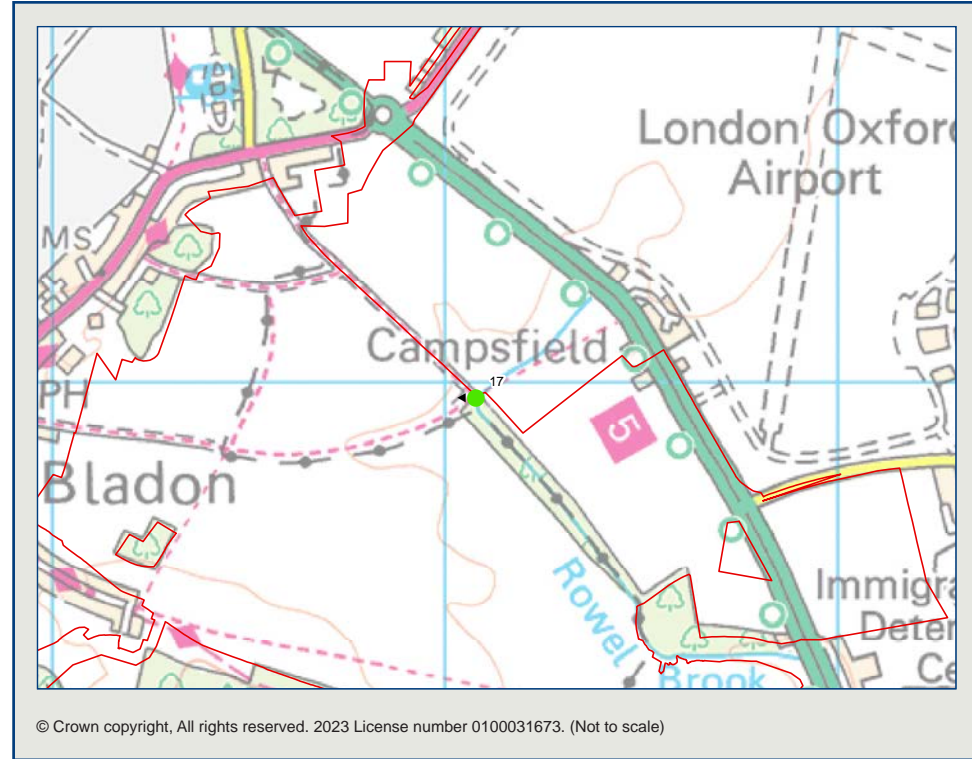 London Oxford
Airport
MS
Campsfield
17
PH
5
Bladon
Rowel
Brook
Immigra
Deter
Ce
© Crown copyright, All rights reserved. 2023 License number 0100031673. (Not to scale)